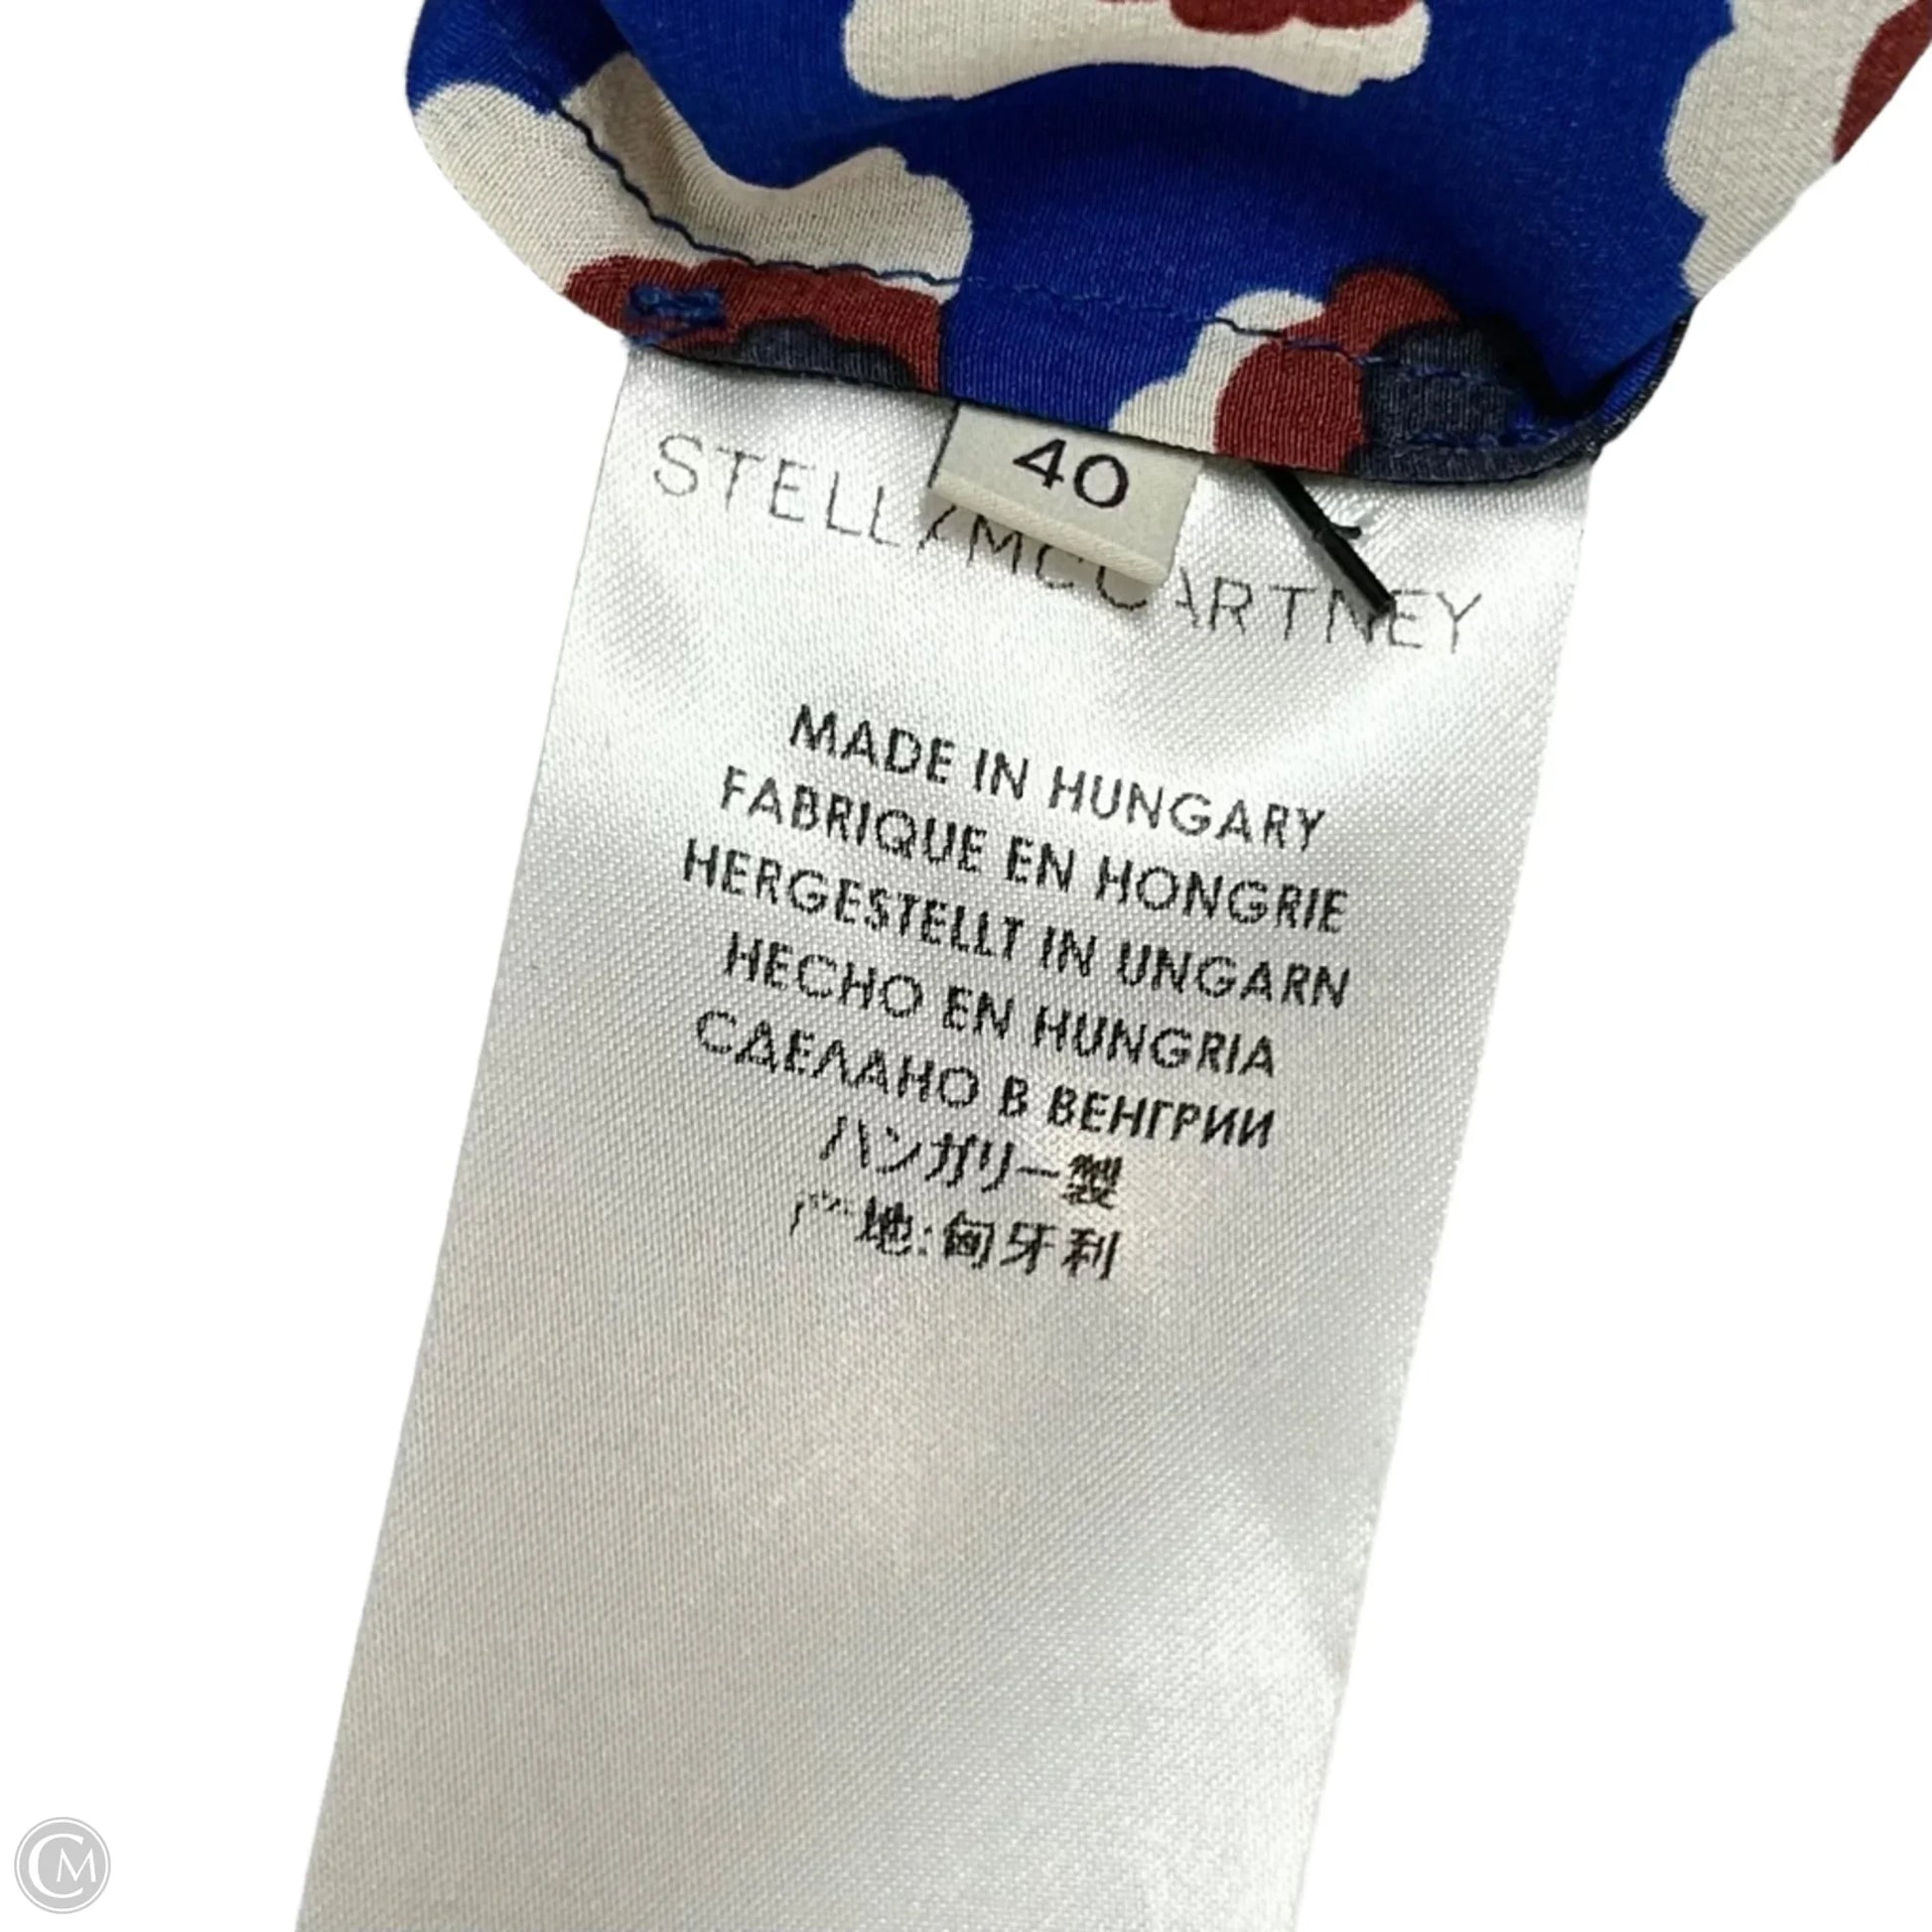 40
STELLA McCARTNEY
MADE IN HUNGARY
FABRIQUE EN HONGRIE
HERGESTELLT IN UNGARN
HECHO EN HUNGRIA
СДЕЛАНО В ВЕНГРИИ
ハンガリー製
产地:匈牙利
CM